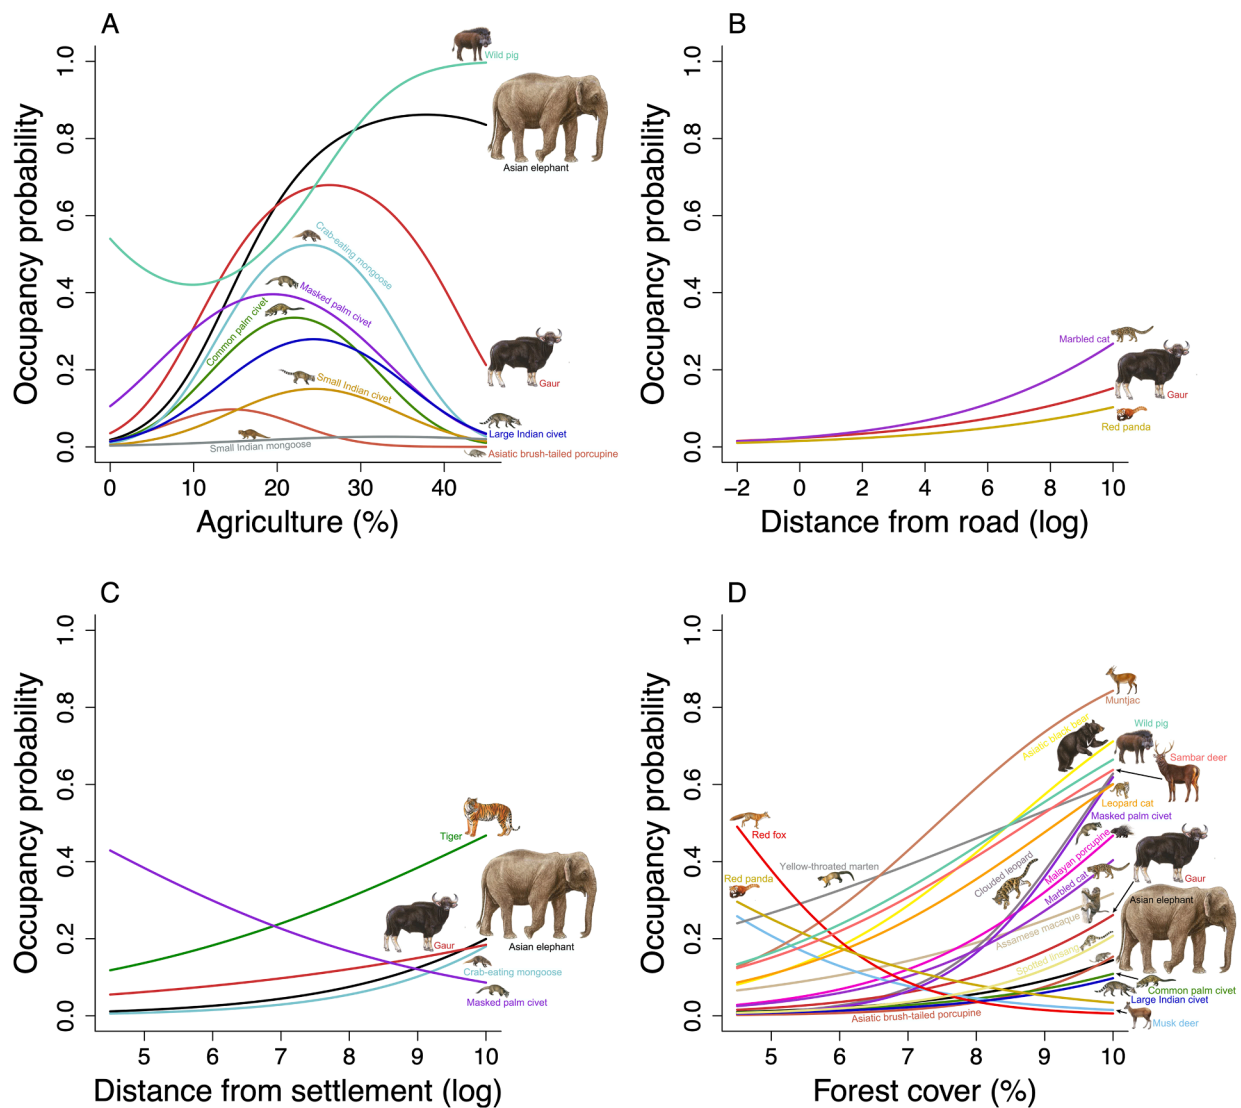 A
Occupancy probability
1.0
0.8
0.6
0.4
0.2
0.0
Wild pig
Asian elephant
Crab-eating mongoose
Masked palm civet
Common palm civet
Small Indian civet
Gaur
Large Indian civet
Small Indian mongoose
Asiatic brush-tailed porcupine
0 10 20 30 40
Agriculture (%)
B
Occupancy probability
1.0
0.8
0.6
0.4
0.2
0.0
Marbled cat
Gaur
Red panda
−2 0 2 4 6 8 10
Distance from road (log)
C
Occupancy probability
1.0
0.8
0.6
0.4
0.2
0.0
Tiger
Gaur
Asian elephant
Crab-eating mongoose
Masked palm civet
5 6 7 8 9 10
Distance from settlement (log)
D
Occupancy probability
1.0
0.8
0.6
0.4
0.2
0.0
Muntjac
Asiatic black bear
Wild pig
Sambar deer
Leopard cat
Masked palm civet
Red fox
Malayan porcupine
Yellow-throated marten
Clouded leopard
Red panda
Marbled cat
Gaur
Asian elephant
Assamese macaque
Spotted linsang
Common palm civet
Large Indian civet
Asiatic brush-tailed porcupine
Musk deer
5 6 7 8 9 10
Forest cover (%)